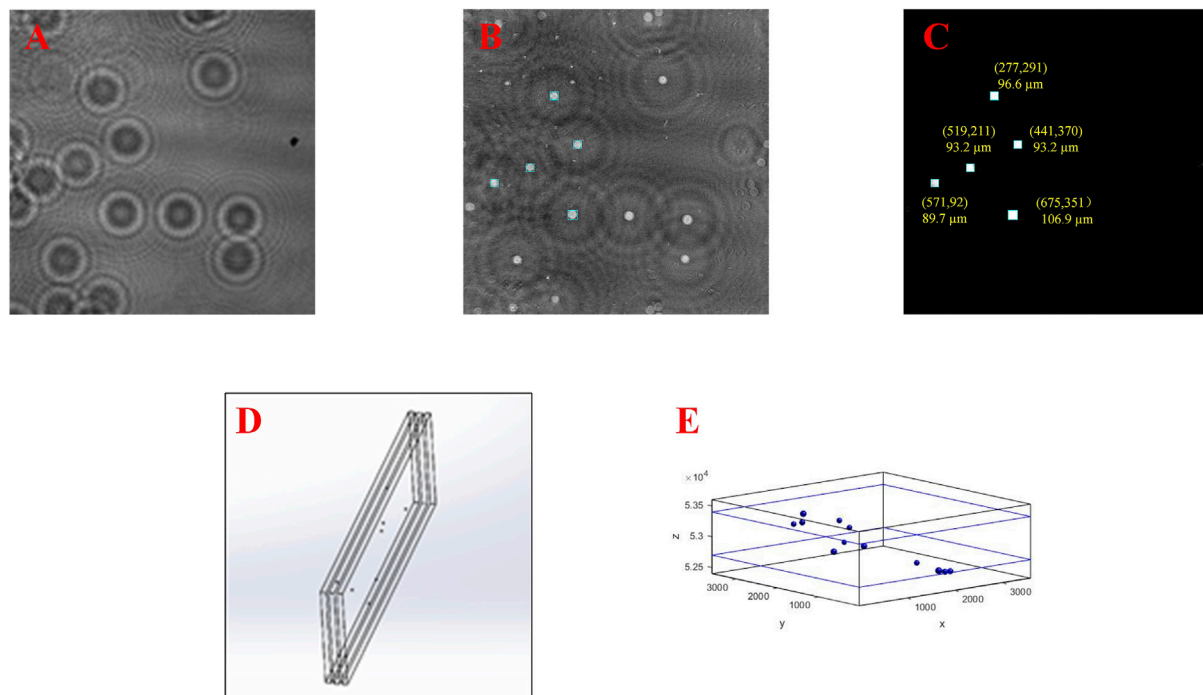 A
B
C
(277,291)
96.6 µm
(519,211)
93.2 µm
(441,370)
93.2 µm
(571,92)
89.7 µm
(675,351)
106.9 µm
D
E
×10⁴
5.35
5.3
5.25
z
3000
2000
1000
y
1000
2000
3000
x